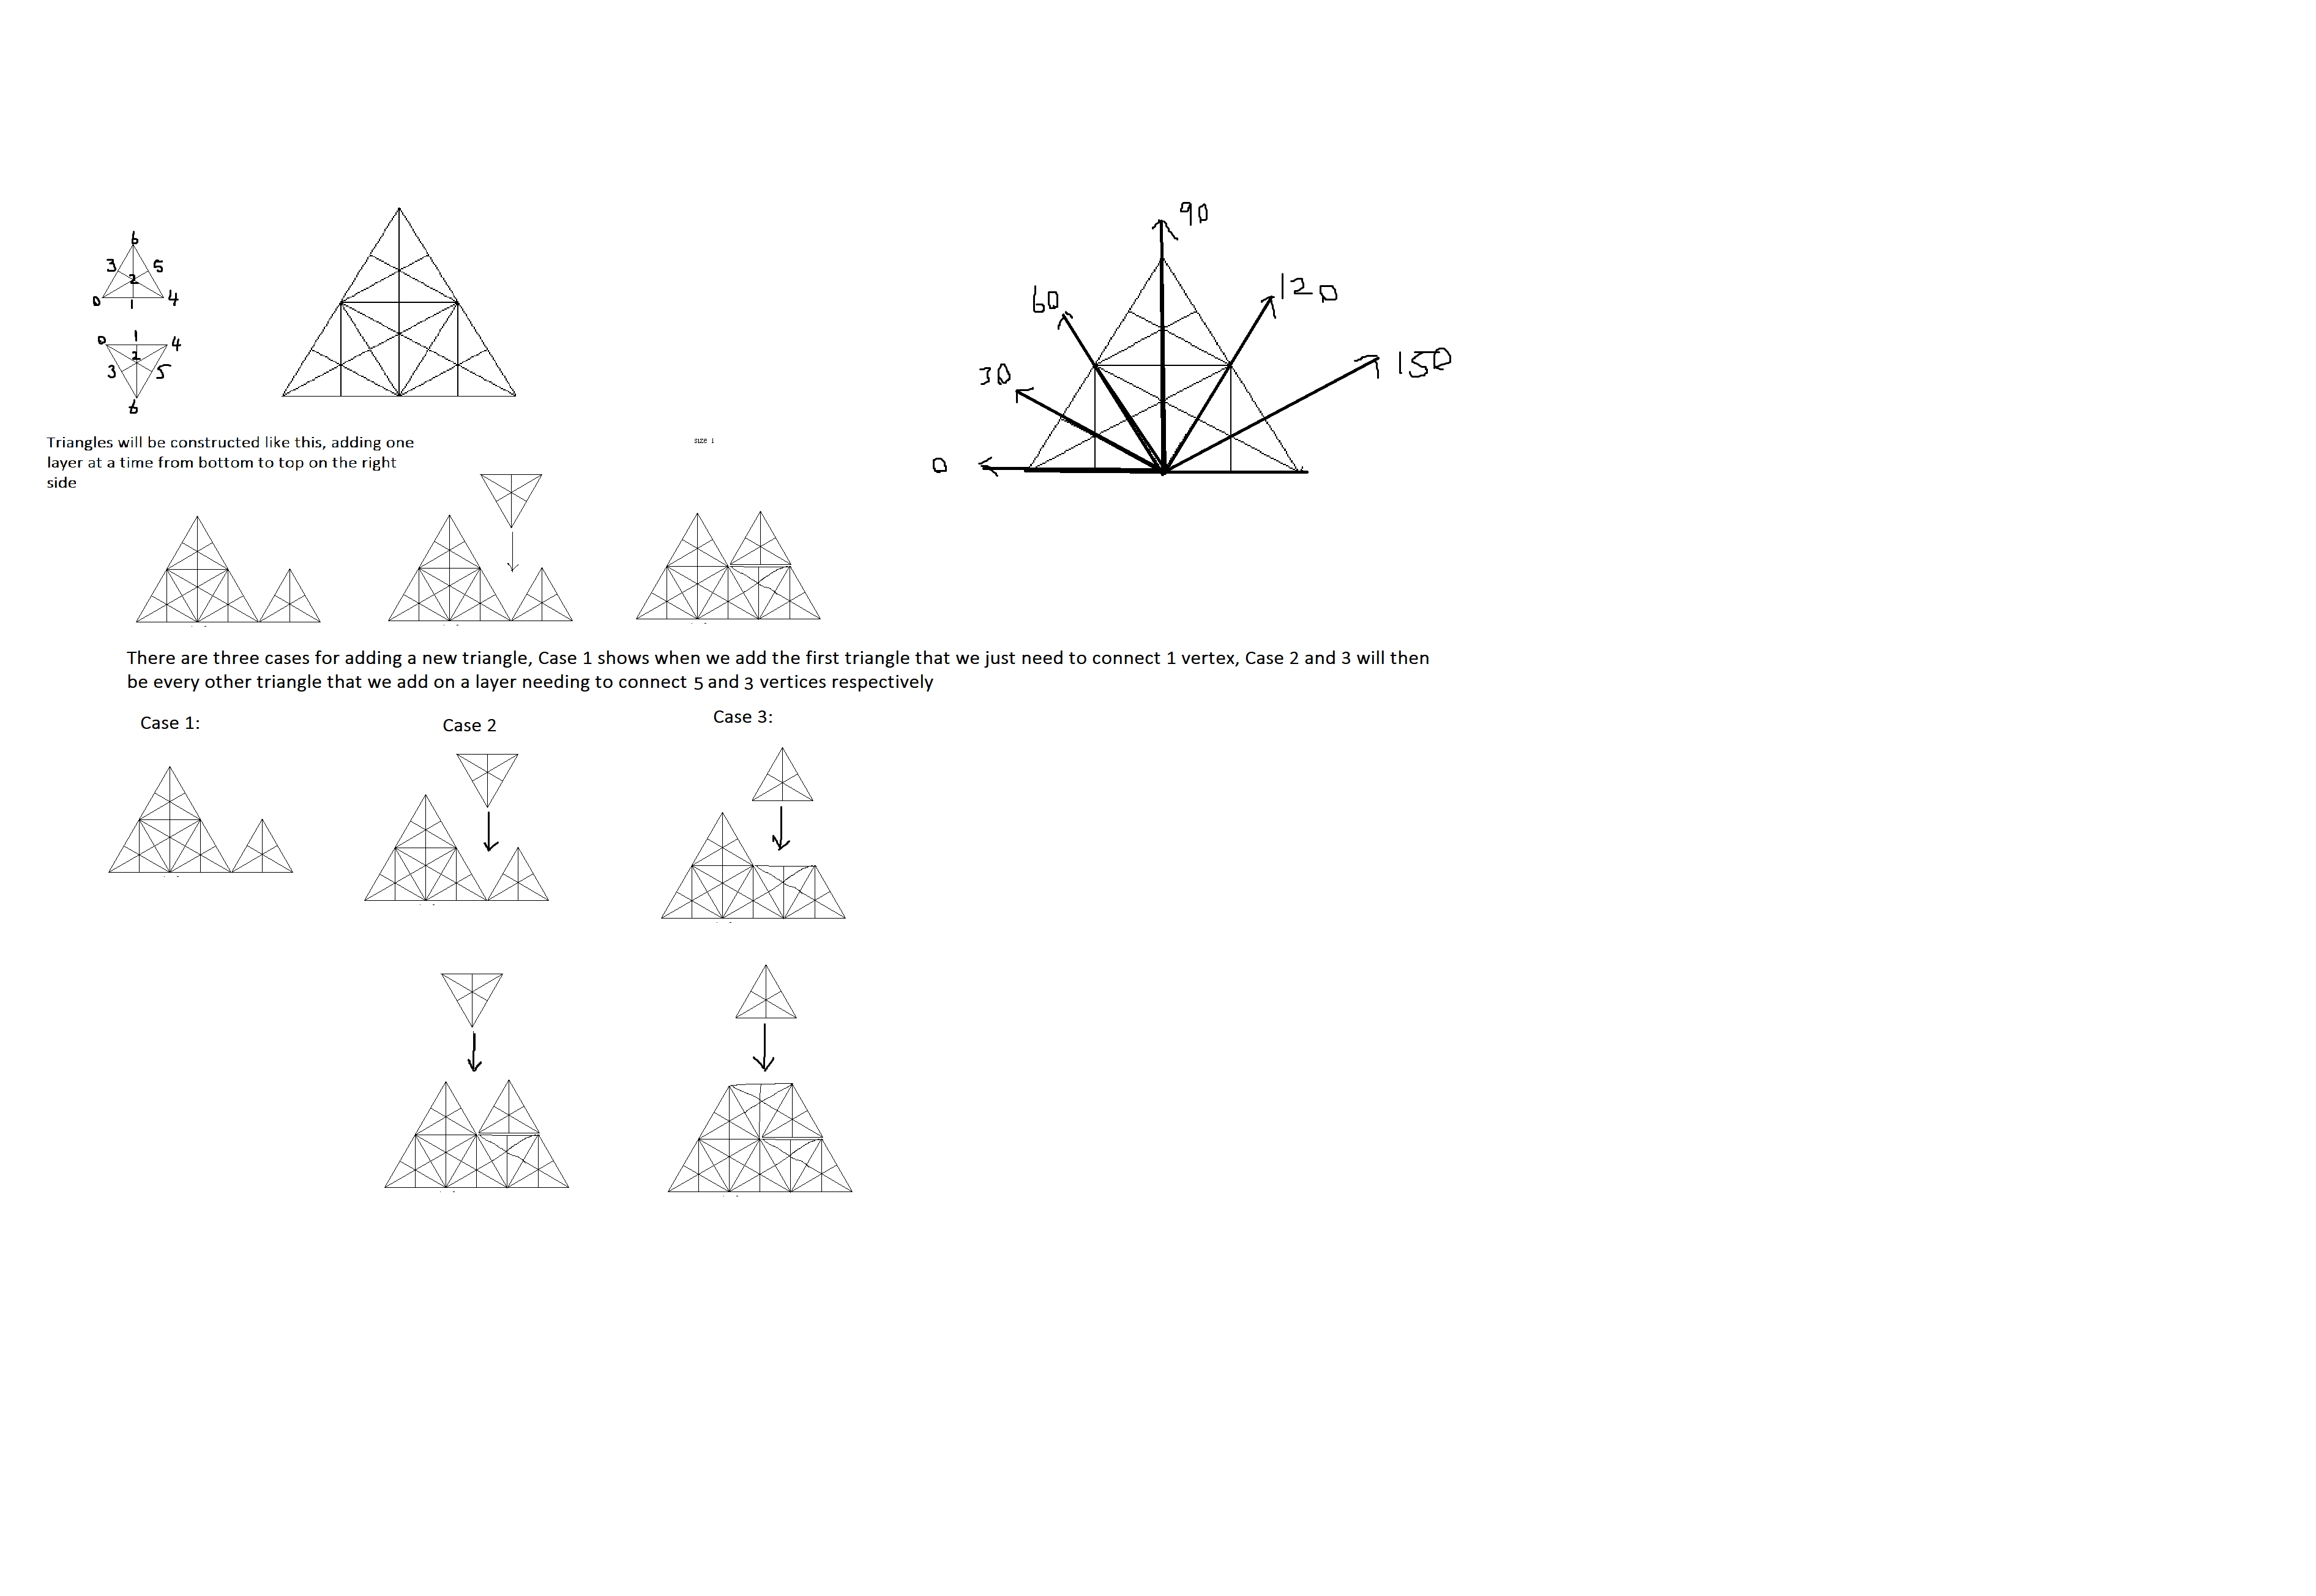 90
6
3 5
2
0 4
1
60
120
0 1 4
2
3 5
6
30
150
0
Triangles will be constructed like this, adding one
layer at a time from bottom to top on the right
side
size 1
There are three cases for adding a new triangle, Case 1 shows when we add the first triangle that we just need to connect 1 vertex, Case 2 and 3 will then
be every other triangle that we add on a layer needing to connect 5 and 3 vertices respectively
Case 1:
Case 2
Case 3: